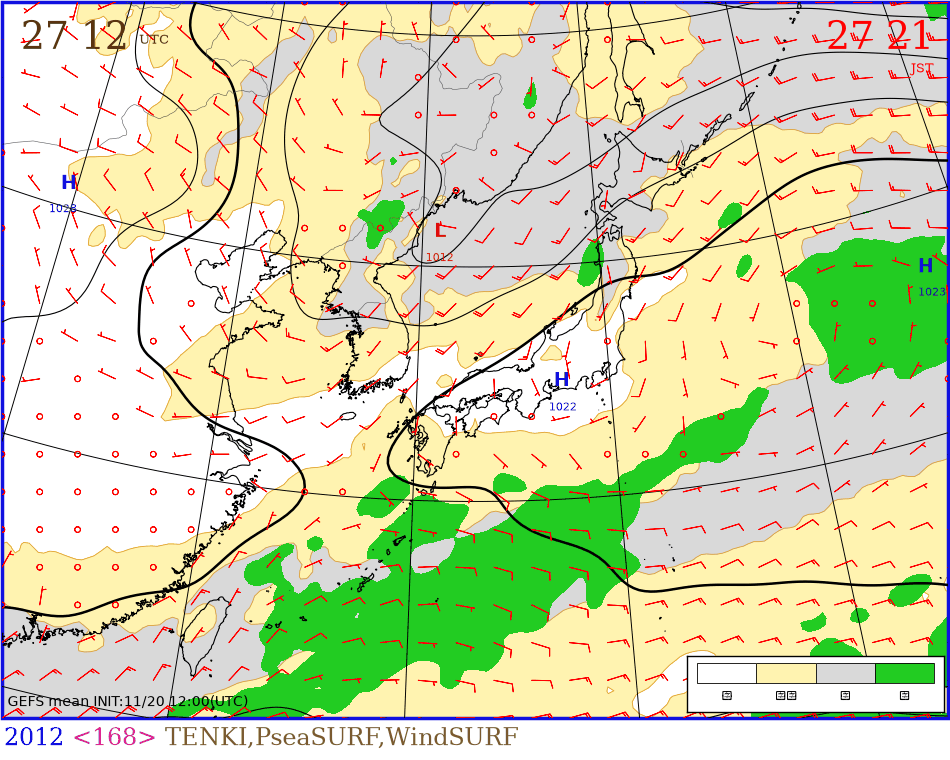 27 12 UTC
27 21
JST
H
1023
L
1012
H
1023
H
1022
GEFS mean INIT:11/20 12:00(UTC)
2012 <168> TENKI,PseaSURF,WindSURF